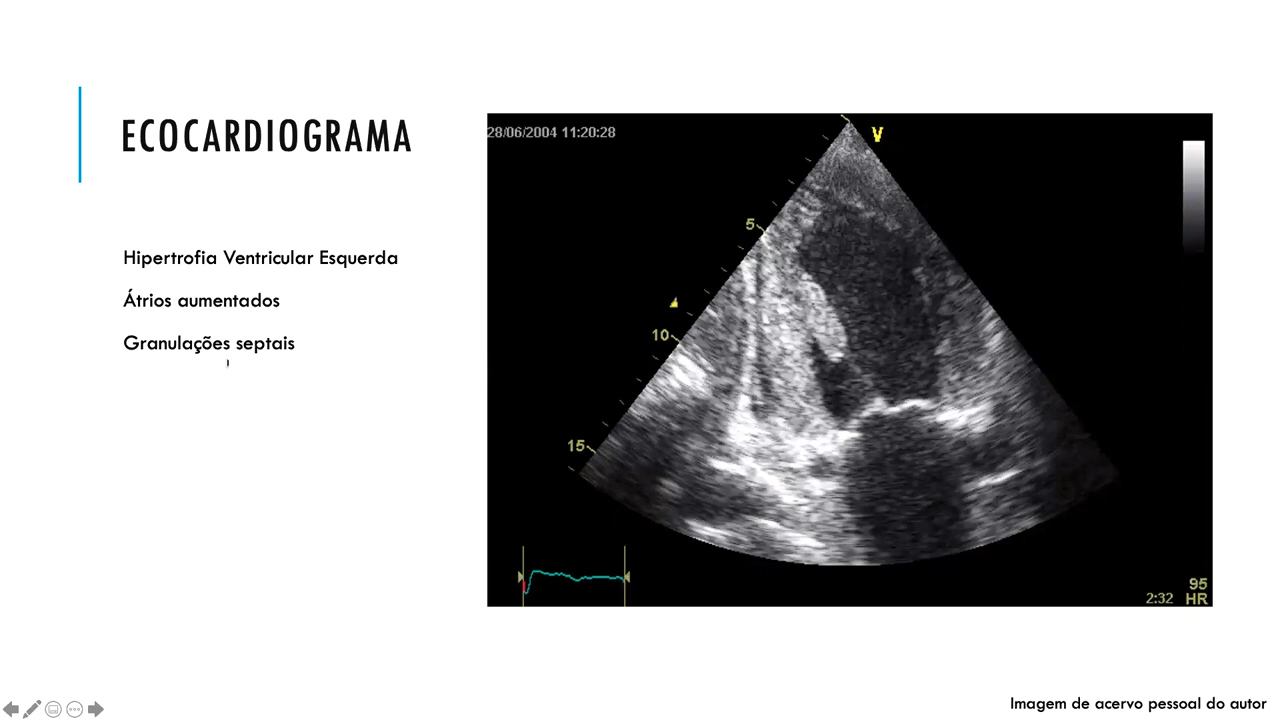 ECOCARDIOGRAMA
Hipertrofia Ventricular Esquerda
Átrios aumentados
Granulações septais
28/06/2004 11:20:28
V
5
10
15
95
2:32 HR
Imagem de acervo pessoal do autor